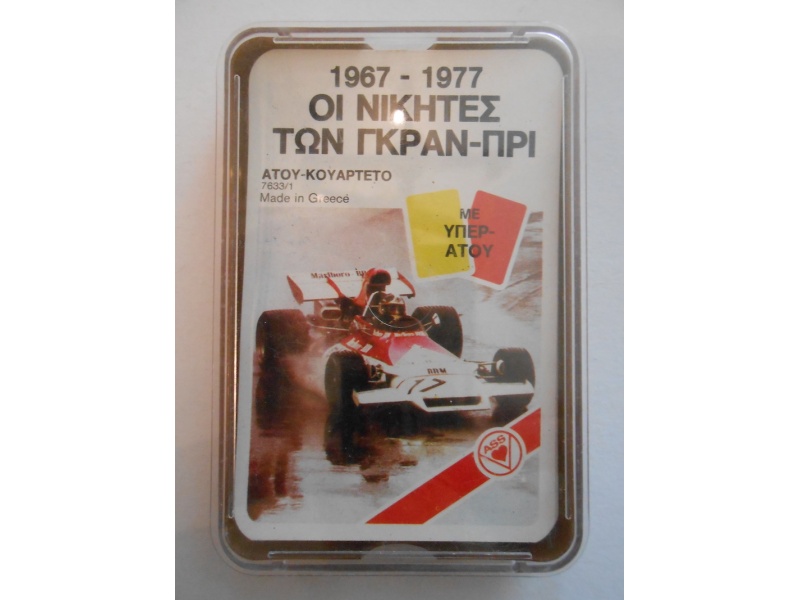 1967 - 1977
ΟΙ ΝΙΚΗΤΕΣ
ΤΩΝ ΓΚΡΑΝ-ΠΡΙ
ΑΤΟΥ-ΚΟΥΑΡΤΕΤΟ
7633/1
Made in Greece
ΜΕ
ΥΠΕΡ-
ΑΤΟΥ
Marlboro
BRM
17
ASS